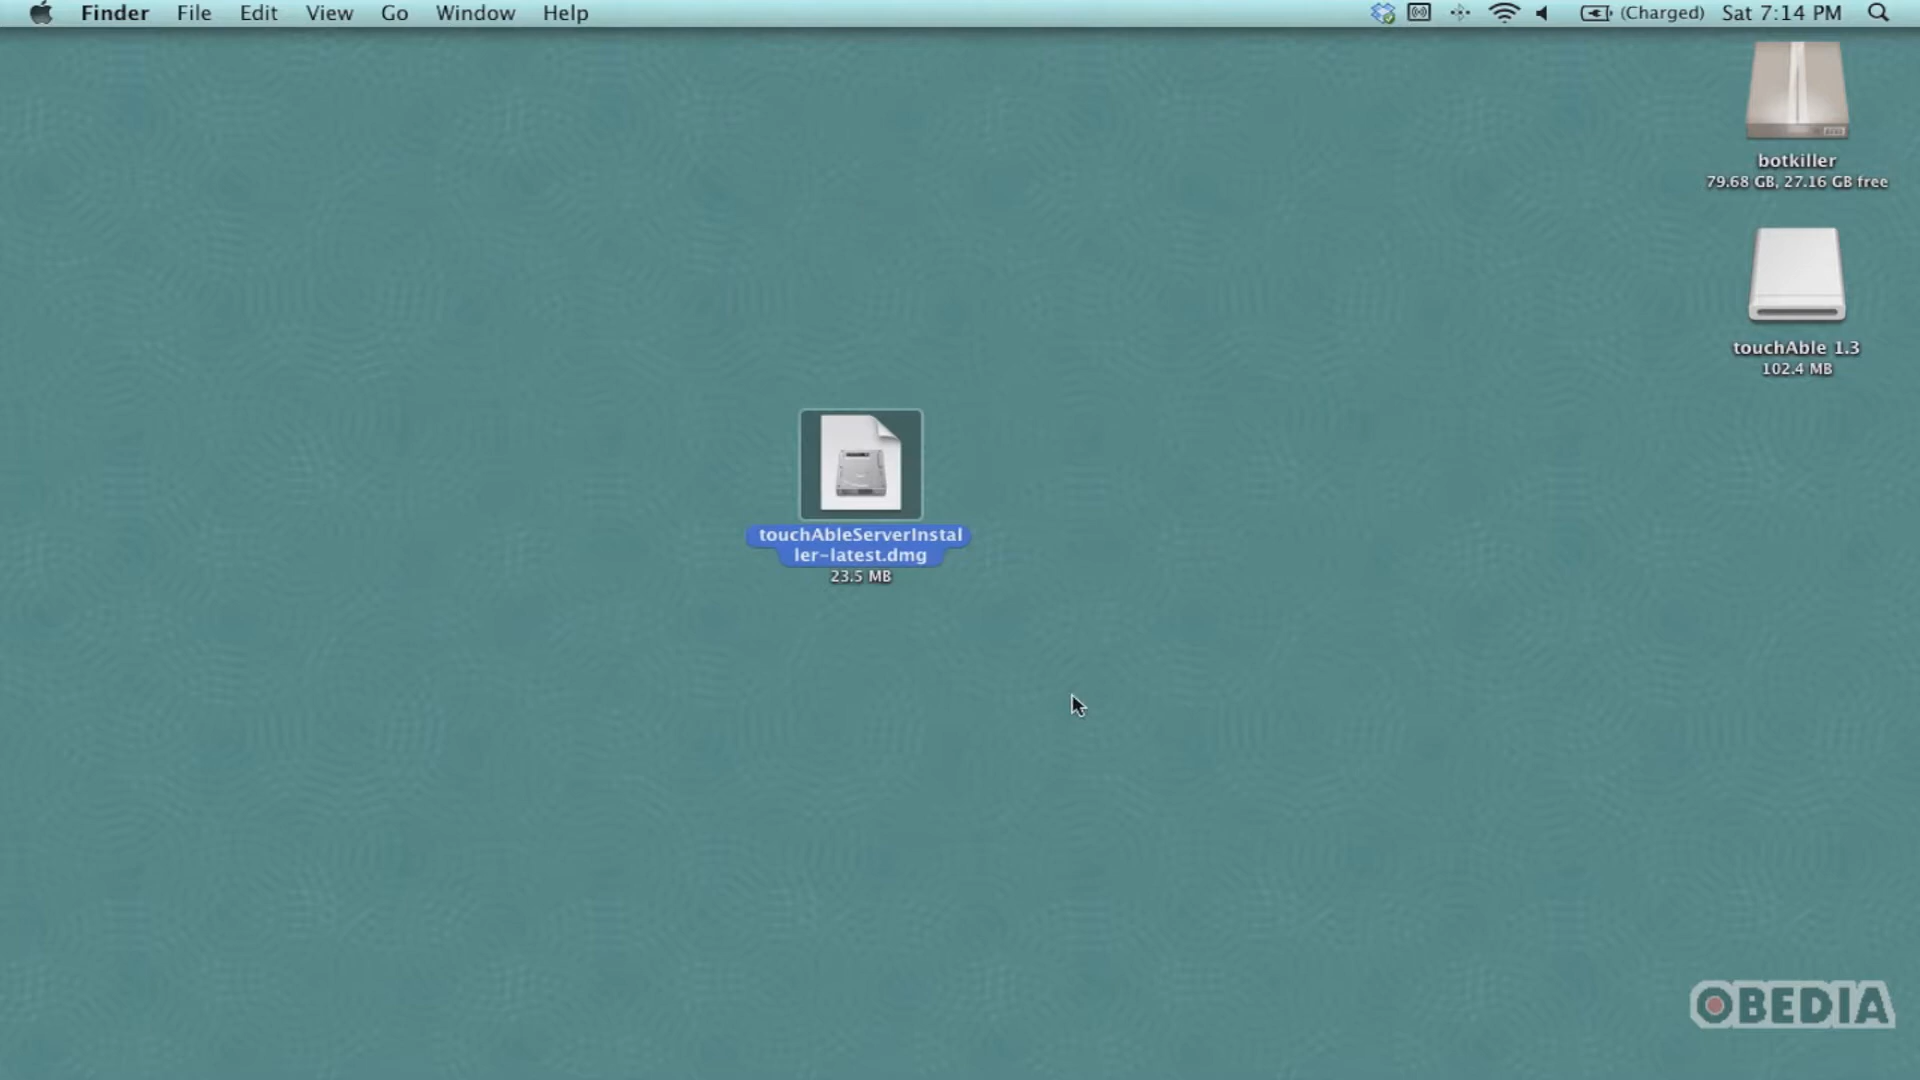 Finder File Edit View Go Window Help
(Charged) Sat 7:14 PM
botkiller
79.68 GB, 27.16 GB free
touchAble 1.3
102.4 MB
touchAbleServerInstal
ler-latest.dmg
23.5 MB
OBEDIA